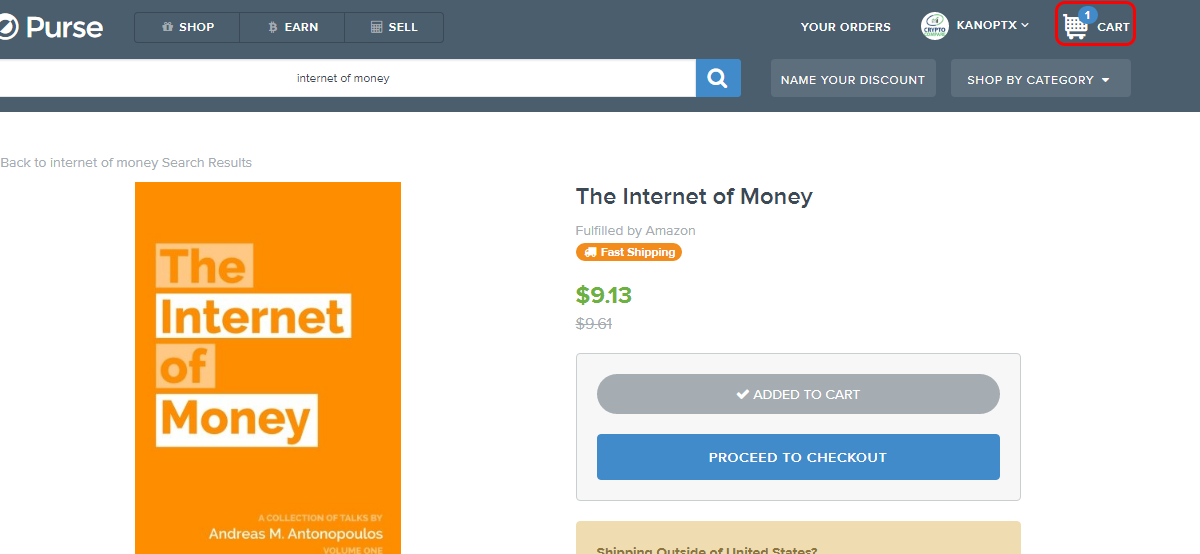 Purse
SHOP
EARN
SELL
YOUR ORDERS
CRYPTO
KANOPTX
1
CART
internet of money
NAME YOUR DISCOUNT
SHOP BY CATEGORY
Back to internet of money Search Results
The
Internet
of
Money
A COLLECTION OF TALKS BY
Andreas M. Antonopoulos
VOLUME ONE
The Internet of Money
Fulfilled by Amazon
Fast Shipping
$9.13
$9.61
ADDED TO CART
PROCEED TO CHECKOUT
Shipping Outside of United States?